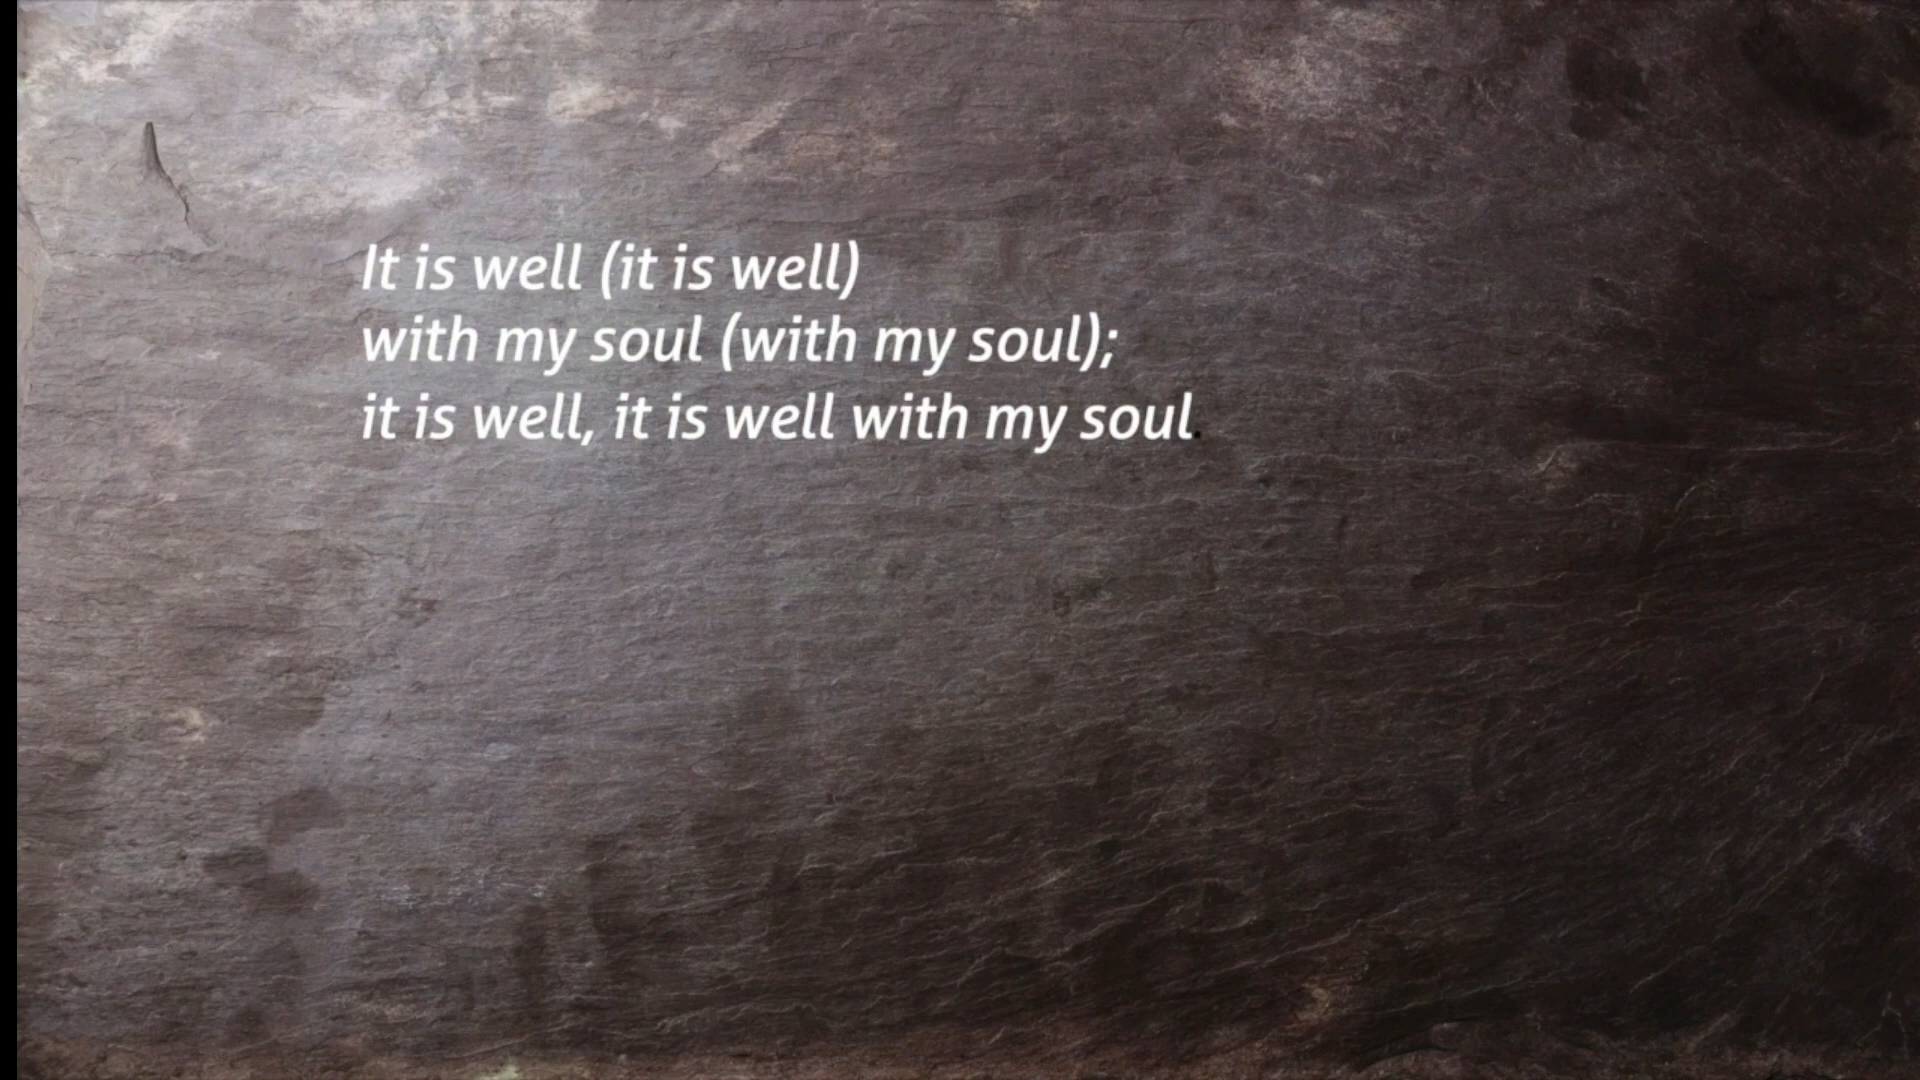 It is well (it is well)
with my soul (with my soul);
it is well, it is well with my soul.